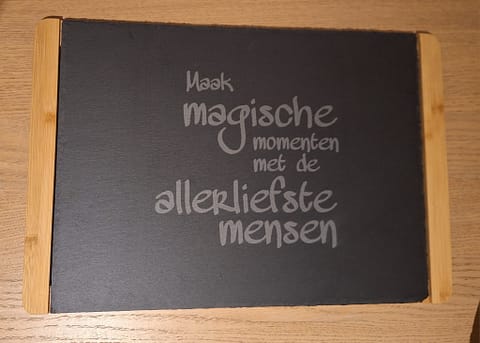 Maak
magische
momenten
met de
allerliefste
mensen